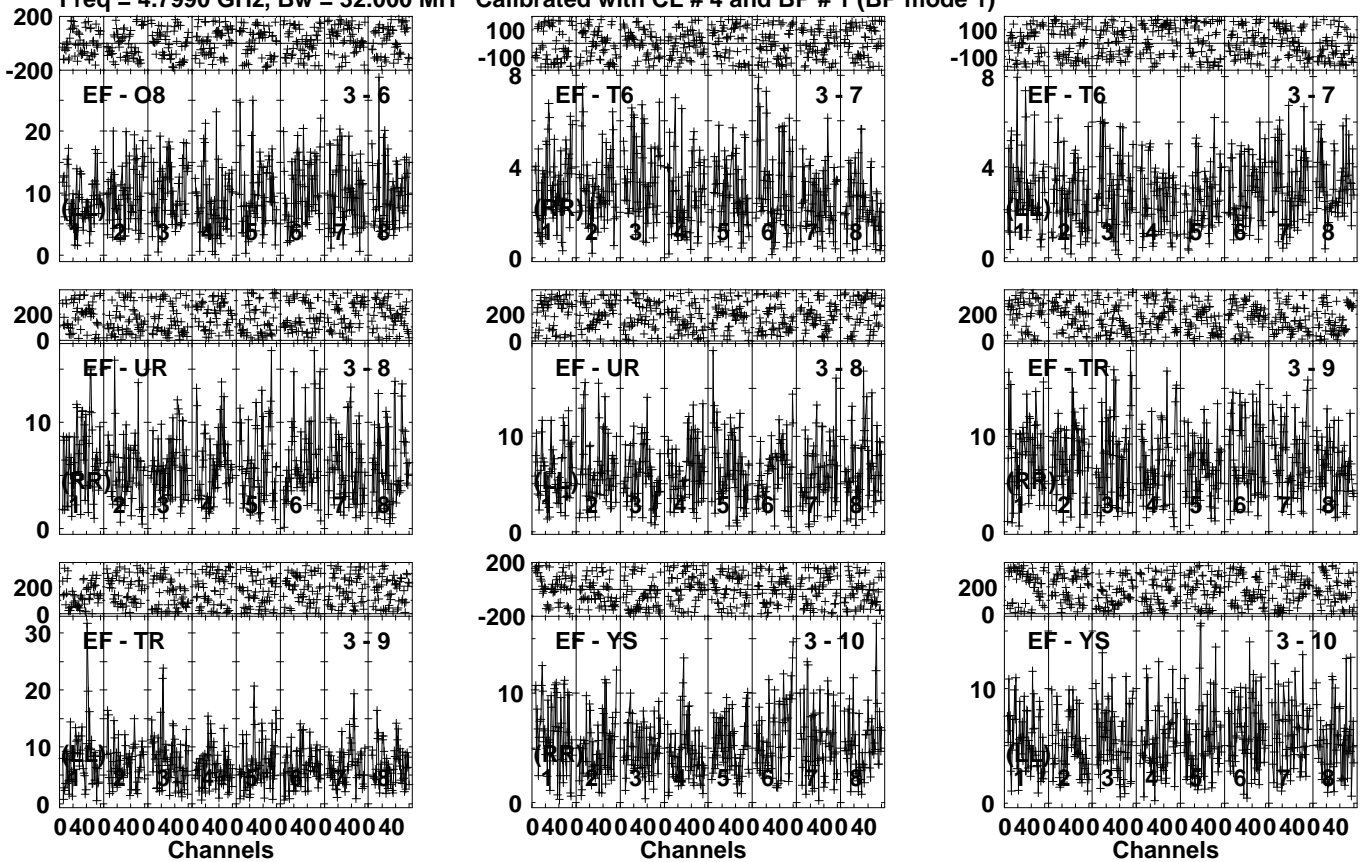 Freq = 4.7990 GHz, Bw = 32.000 MH Calibrated with CL # 4 and BP # 1 (BP mode 1)
200
-200
EF - O8 3 - 6
20
10
0
(LL)
1 2 3 4 5 6 7 8
100
-100
8
EF - T6 3 - 7
4
0
(RR)
1 2 3 4 5 6 7 8
100
-100
8
EF - T6 3 - 7
4
0
(LL)
1 2 3 4 5 6 7 8
200
0
EF - UR 3 - 8
10
0
(RR)
1 2 3 4 5 6 7 8
200
0
EF - UR 3 - 8
10
0
(LL)
1 2 3 4 5 6 7 8
200
0
EF - TR 3 - 9
10
0
(RR)
1 2 3 4 5 6 7 8
200
0
30
EF - TR 3 - 9
20
10
0
(LL)
1 2 3 4 5 6 7 8
0 40 0 40 0 40 0 40 0 40 0 40 0 40 40
Channels
200
-200
EF - YS 3 - 10
10
0
(RR)
1 2 3 4 5 6 7 8
0 40 0 40 0 40 0 40 0 40 0 40 0 40 40
Channels
200
0
EF - YS 3 - 10
10
0
(LL)
1 2 3 4 5 6 7 8
0 40 0 40 0 40 0 40 0 40 0 40 0 40 40
Channels